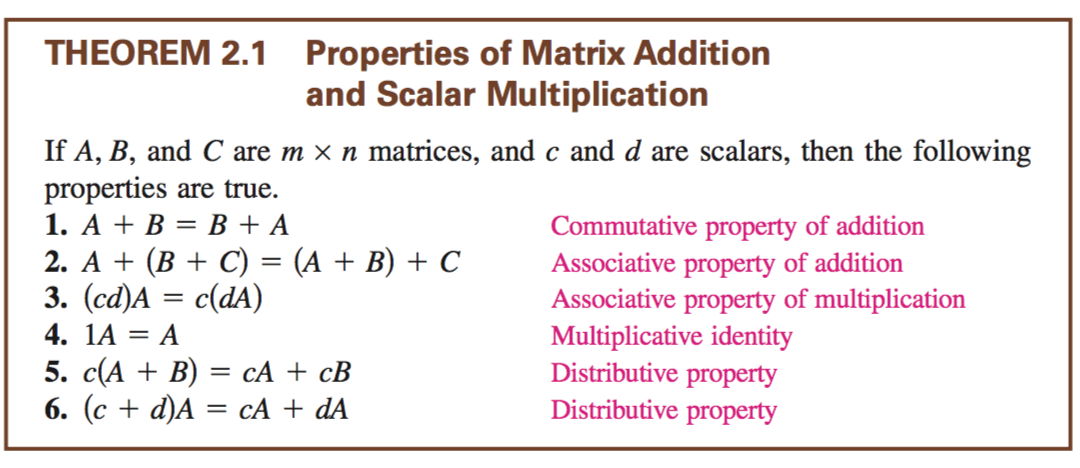 THEOREM 2.1 Properties of Matrix Addition
and Scalar Multiplication
If A, B, and C are m × n matrices, and c and d are scalars, then the following
properties are true.
1. A + B = B + A Commutative property of addition
2. A + (B + C) = (A + B) + C Associative property of addition
3. (cd)A = c(dA) Associative property of multiplication
4. 1A = A Multiplicative identity
5. c(A + B) = cA + cB Distributive property
6. (c + d)A = cA + dA Distributive property